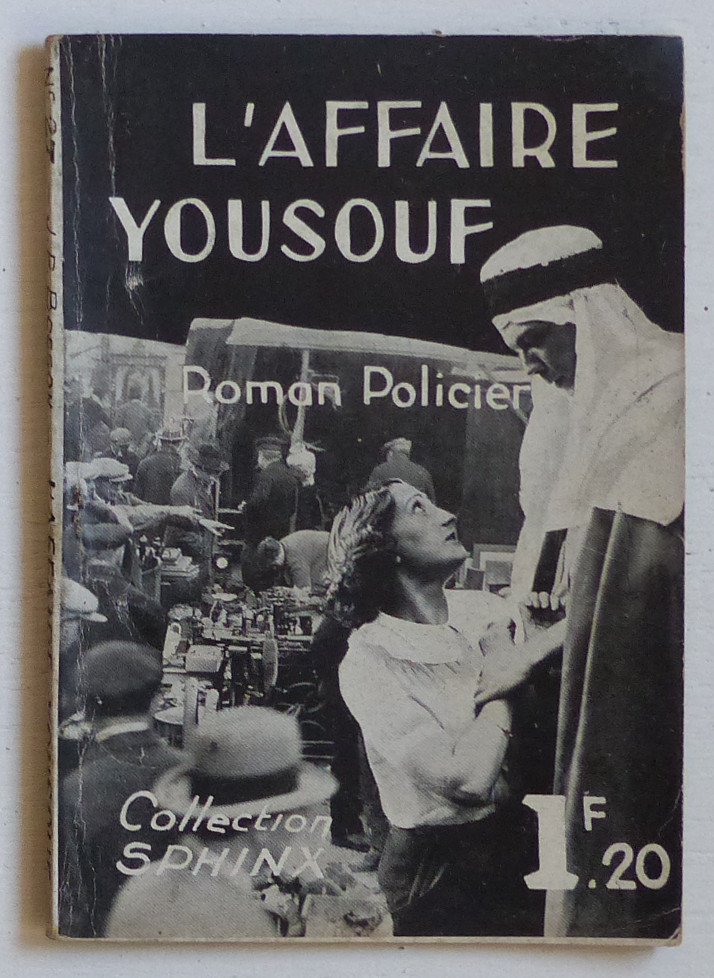 L'AFFAIRE
YOUSOUF
Roman Policier
Collection
SPHINX
1F.20